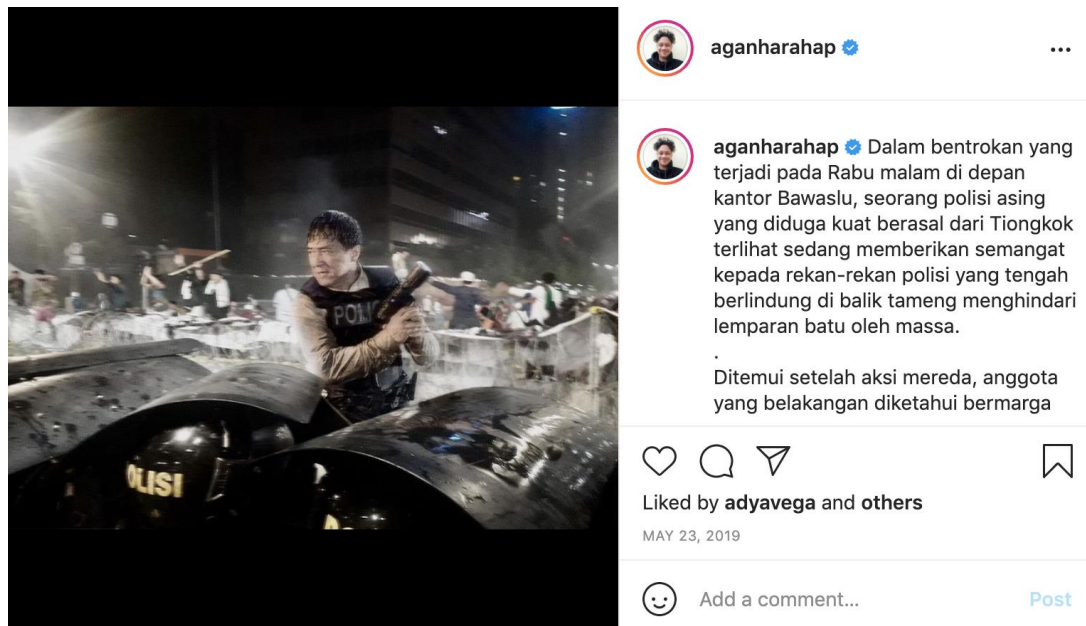 aganharahap
aganharahap Dalam bentrokan yang
terjadi pada Rabu malam di depan
kantor Bawaslu, seorang polisi asing
yang diduga kuat berasal dari Tiongkok
terlihat sedang memberikan semangat
kepada rekan-rekan polisi yang tengah
berlindung di balik tameng menghindari
lemparan batu oleh massa.
.
Ditemui setelah aksi mereda, anggota
yang belakangan diketahui bermarga
Liked by adyavega and others
MAY 23, 2019
Add a comment...
Post
POLI
OLISI